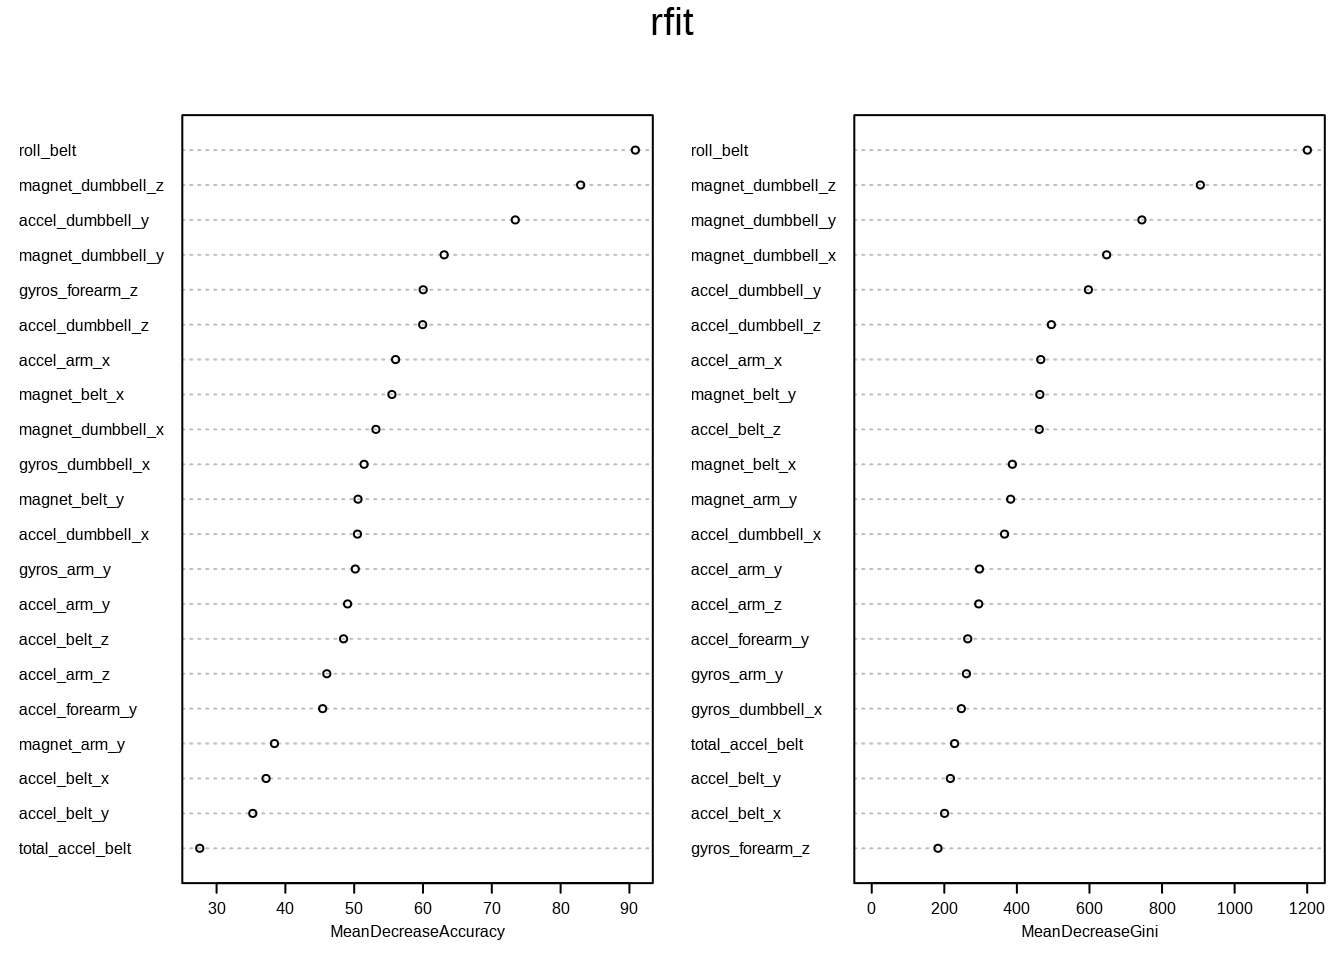 rfit
roll_belt
magnet_dumbbell_z
accel_dumbbell_y
magnet_dumbbell_y
gyros_forearm_z
accel_dumbbell_z
accel_arm_x
magnet_belt_x
magnet_dumbbell_x
gyros_dumbbell_x
magnet_belt_y
accel_dumbbell_x
gyros_arm_y
accel_arm_y
accel_belt_z
accel_arm_z
accel_forearm_y
magnet_arm_y
accel_belt_x
accel_belt_y
total_accel_belt
30 40 50 60 70 80 90
MeanDecreaseAccuracy
roll_belt
magnet_dumbbell_z
magnet_dumbbell_y
magnet_dumbbell_x
accel_dumbbell_y
accel_dumbbell_z
accel_arm_x
magnet_belt_y
accel_belt_z
magnet_belt_x
magnet_arm_y
accel_dumbbell_x
accel_arm_y
accel_arm_z
accel_forearm_y
gyros_arm_y
gyros_dumbbell_x
total_accel_belt
accel_belt_y
accel_belt_x
gyros_forearm_z
0 200 400 600 800 1000 1200
MeanDecreaseGini